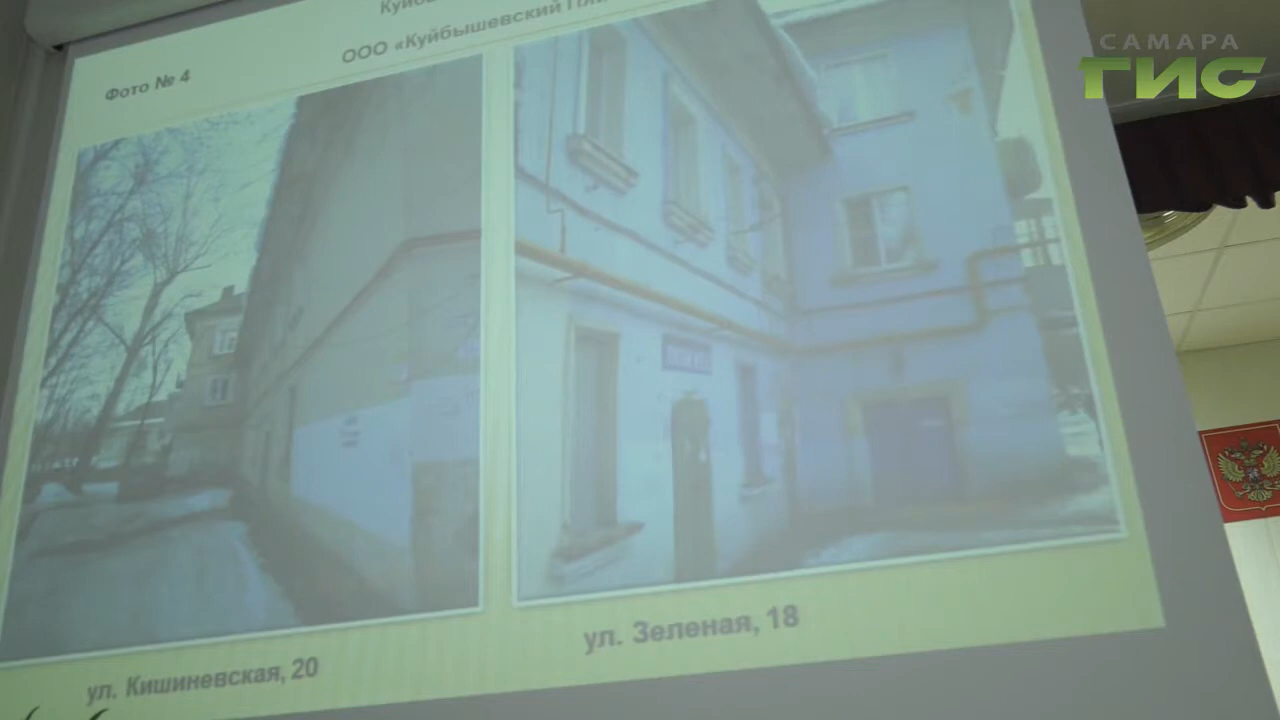 САМАРА
ГИС
ООО «Куйбышевский
Фото № 4
ул. Кишиневская, 20
ул. Зеленая, 18